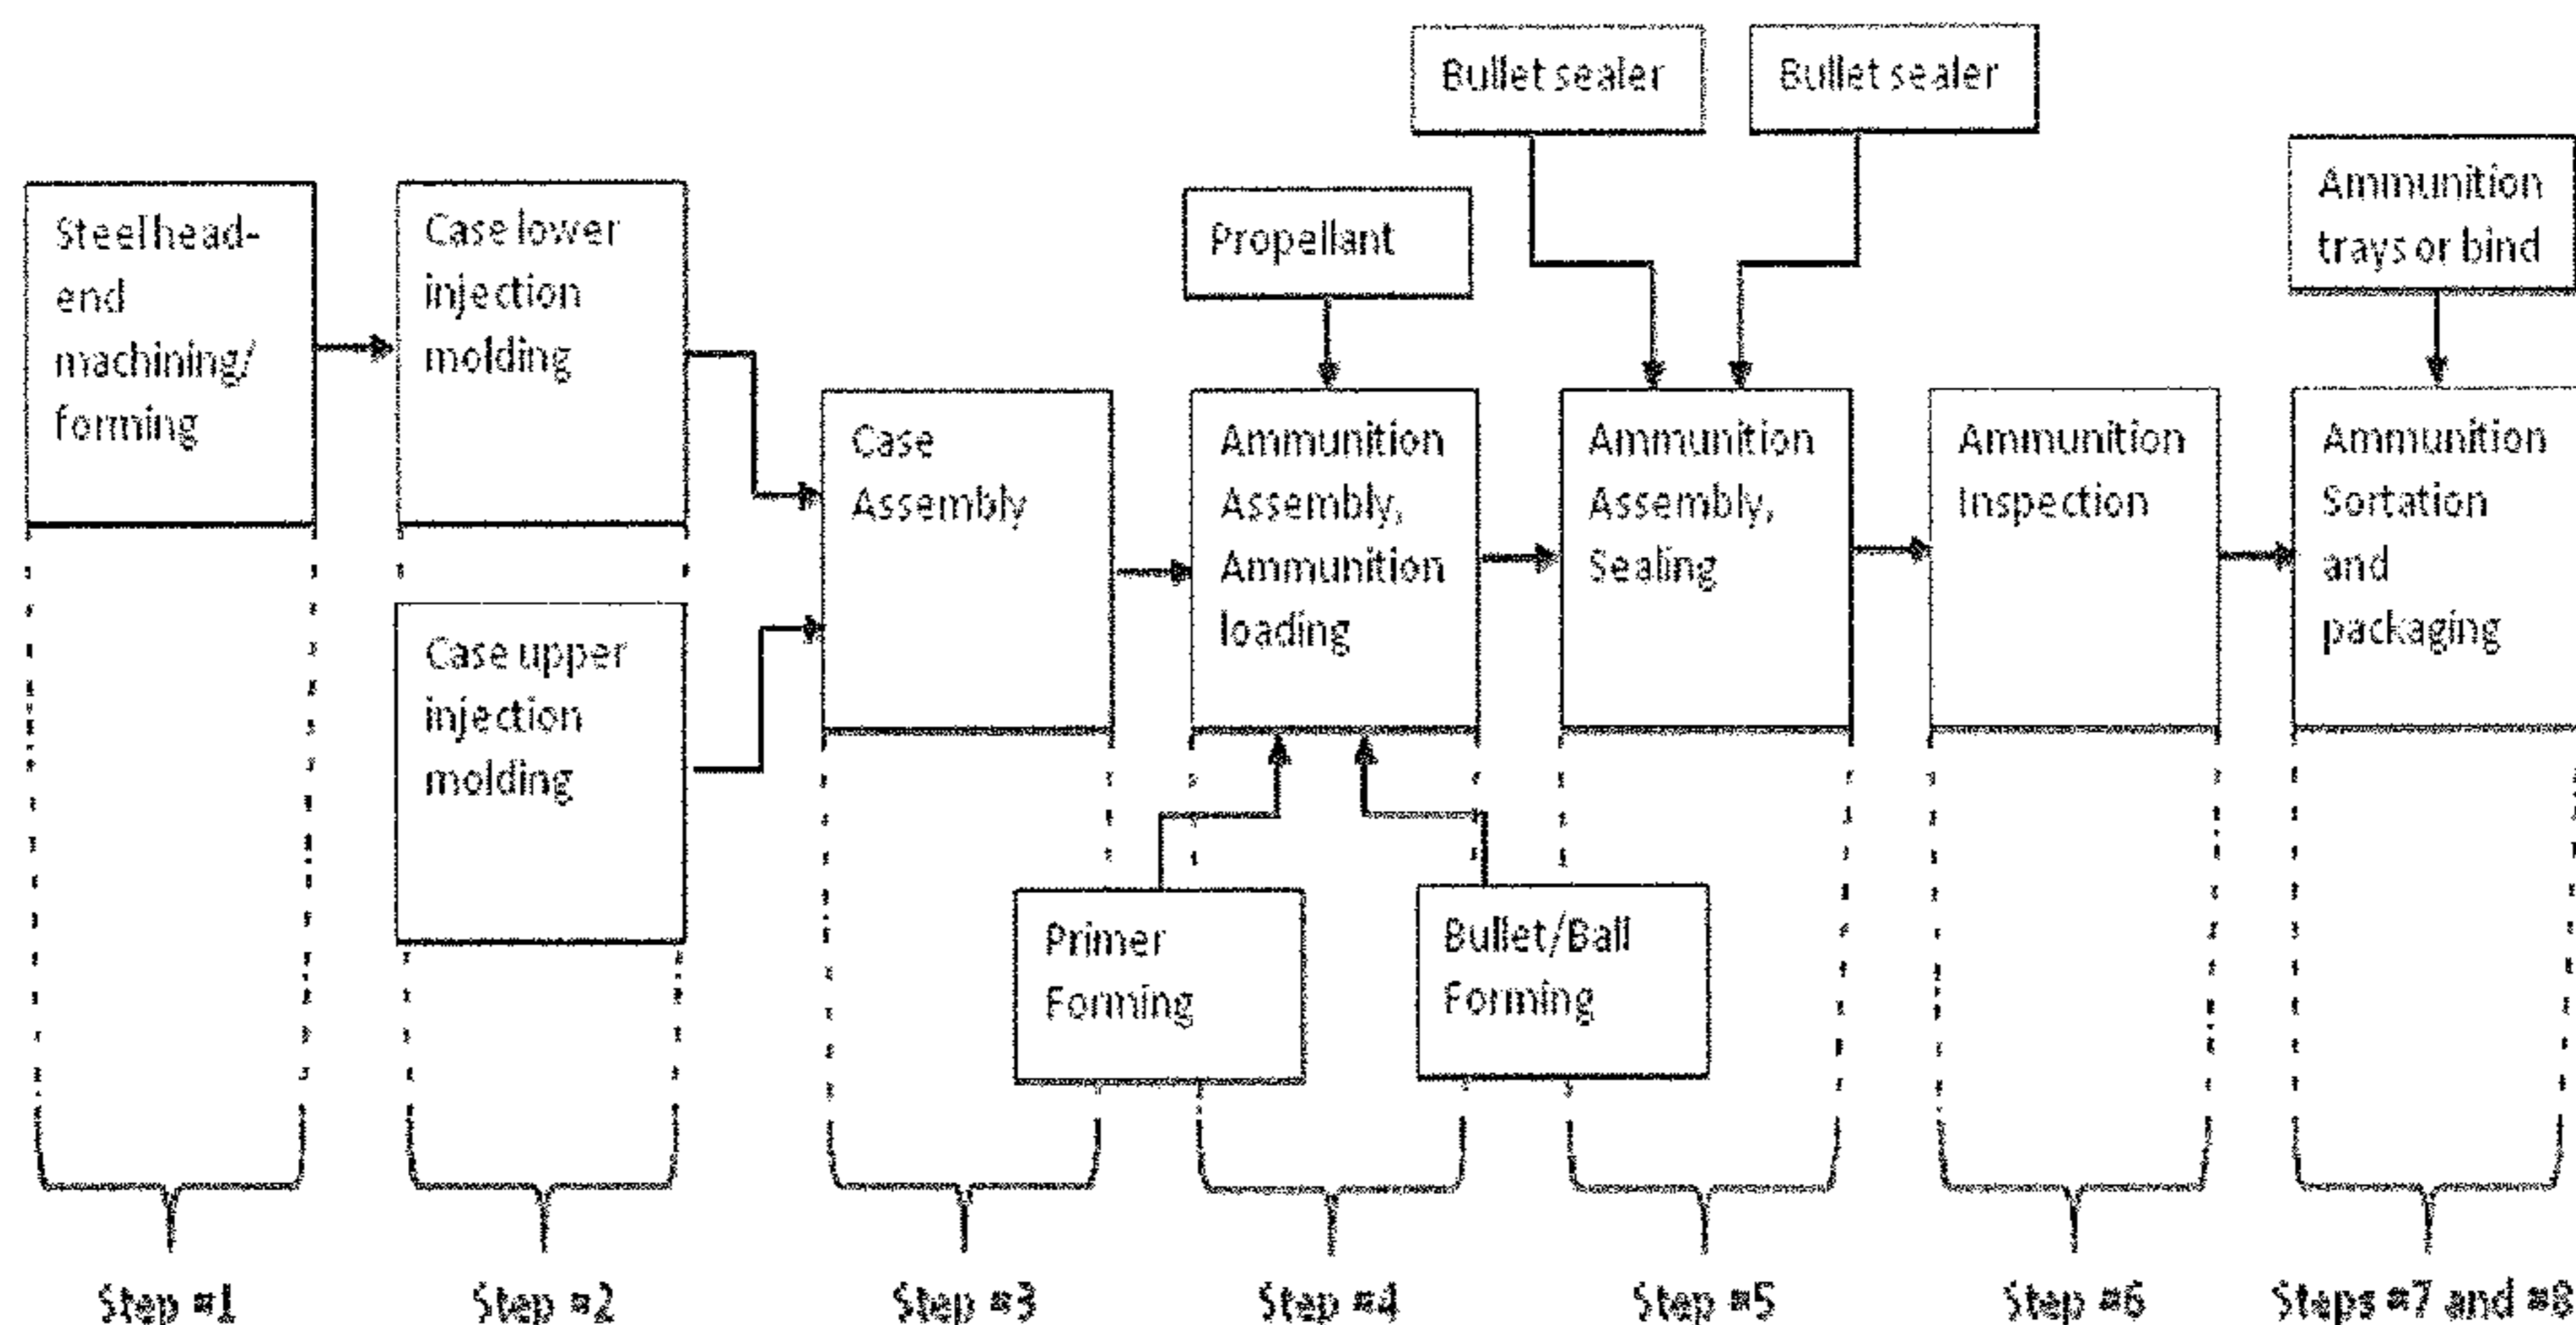 Bullet sealer
Bullet sealer
Steel head-
end
machining/
forming
Case lower
injection
molding
Propellant
Ammunition
trays or bind
Case
Assembly
Ammunition
Assembly,
Ammunition
loading
Ammunition
Assembly,
Sealing
Ammunition
Inspection
Ammunition
Sortation
and
packaging
Case upper
injection
molding
Primer
Forming
Bullet/Ball
Forming
Step #1
Step #2
Step #3
Step #4
Step #5
Step #6
Steps #7 and #8